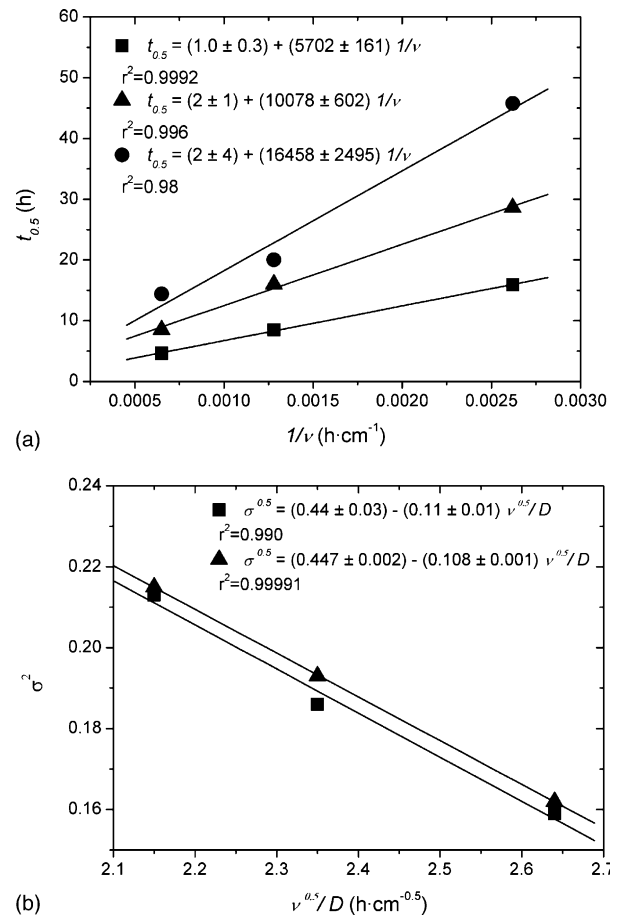 60
50
40
30
20
10
0
t0.5 (h)
t0.5 = (1.0 ± 0.3) + (5702 ± 161) 1/ν
r2=0.9992
t0.5 = (2 ± 1) + (10078 ± 602) 1/ν
r2=0.996
t0.5 = (2 ± 4) + (16458 ± 2495) 1/ν
r2=0.98
0.0005 0.0010 0.0015 0.0020 0.0025 0.0030
(a)
1/ν (h·cm-1)
0.24
0.22
0.20
0.18
0.16
σ2
σ0.5 = (0.44 ± 0.03) - (0.11 ± 0.01) ν0.5/D
r2=0.990
σ0.5 = (0.447 ± 0.002) - (0.108 ± 0.001) ν0.5/D
r2=0.99991
2.1 2.2 2.3 2.4 2.5 2.6 2.7
(b)
ν0.5/D (h·cm-0.5)